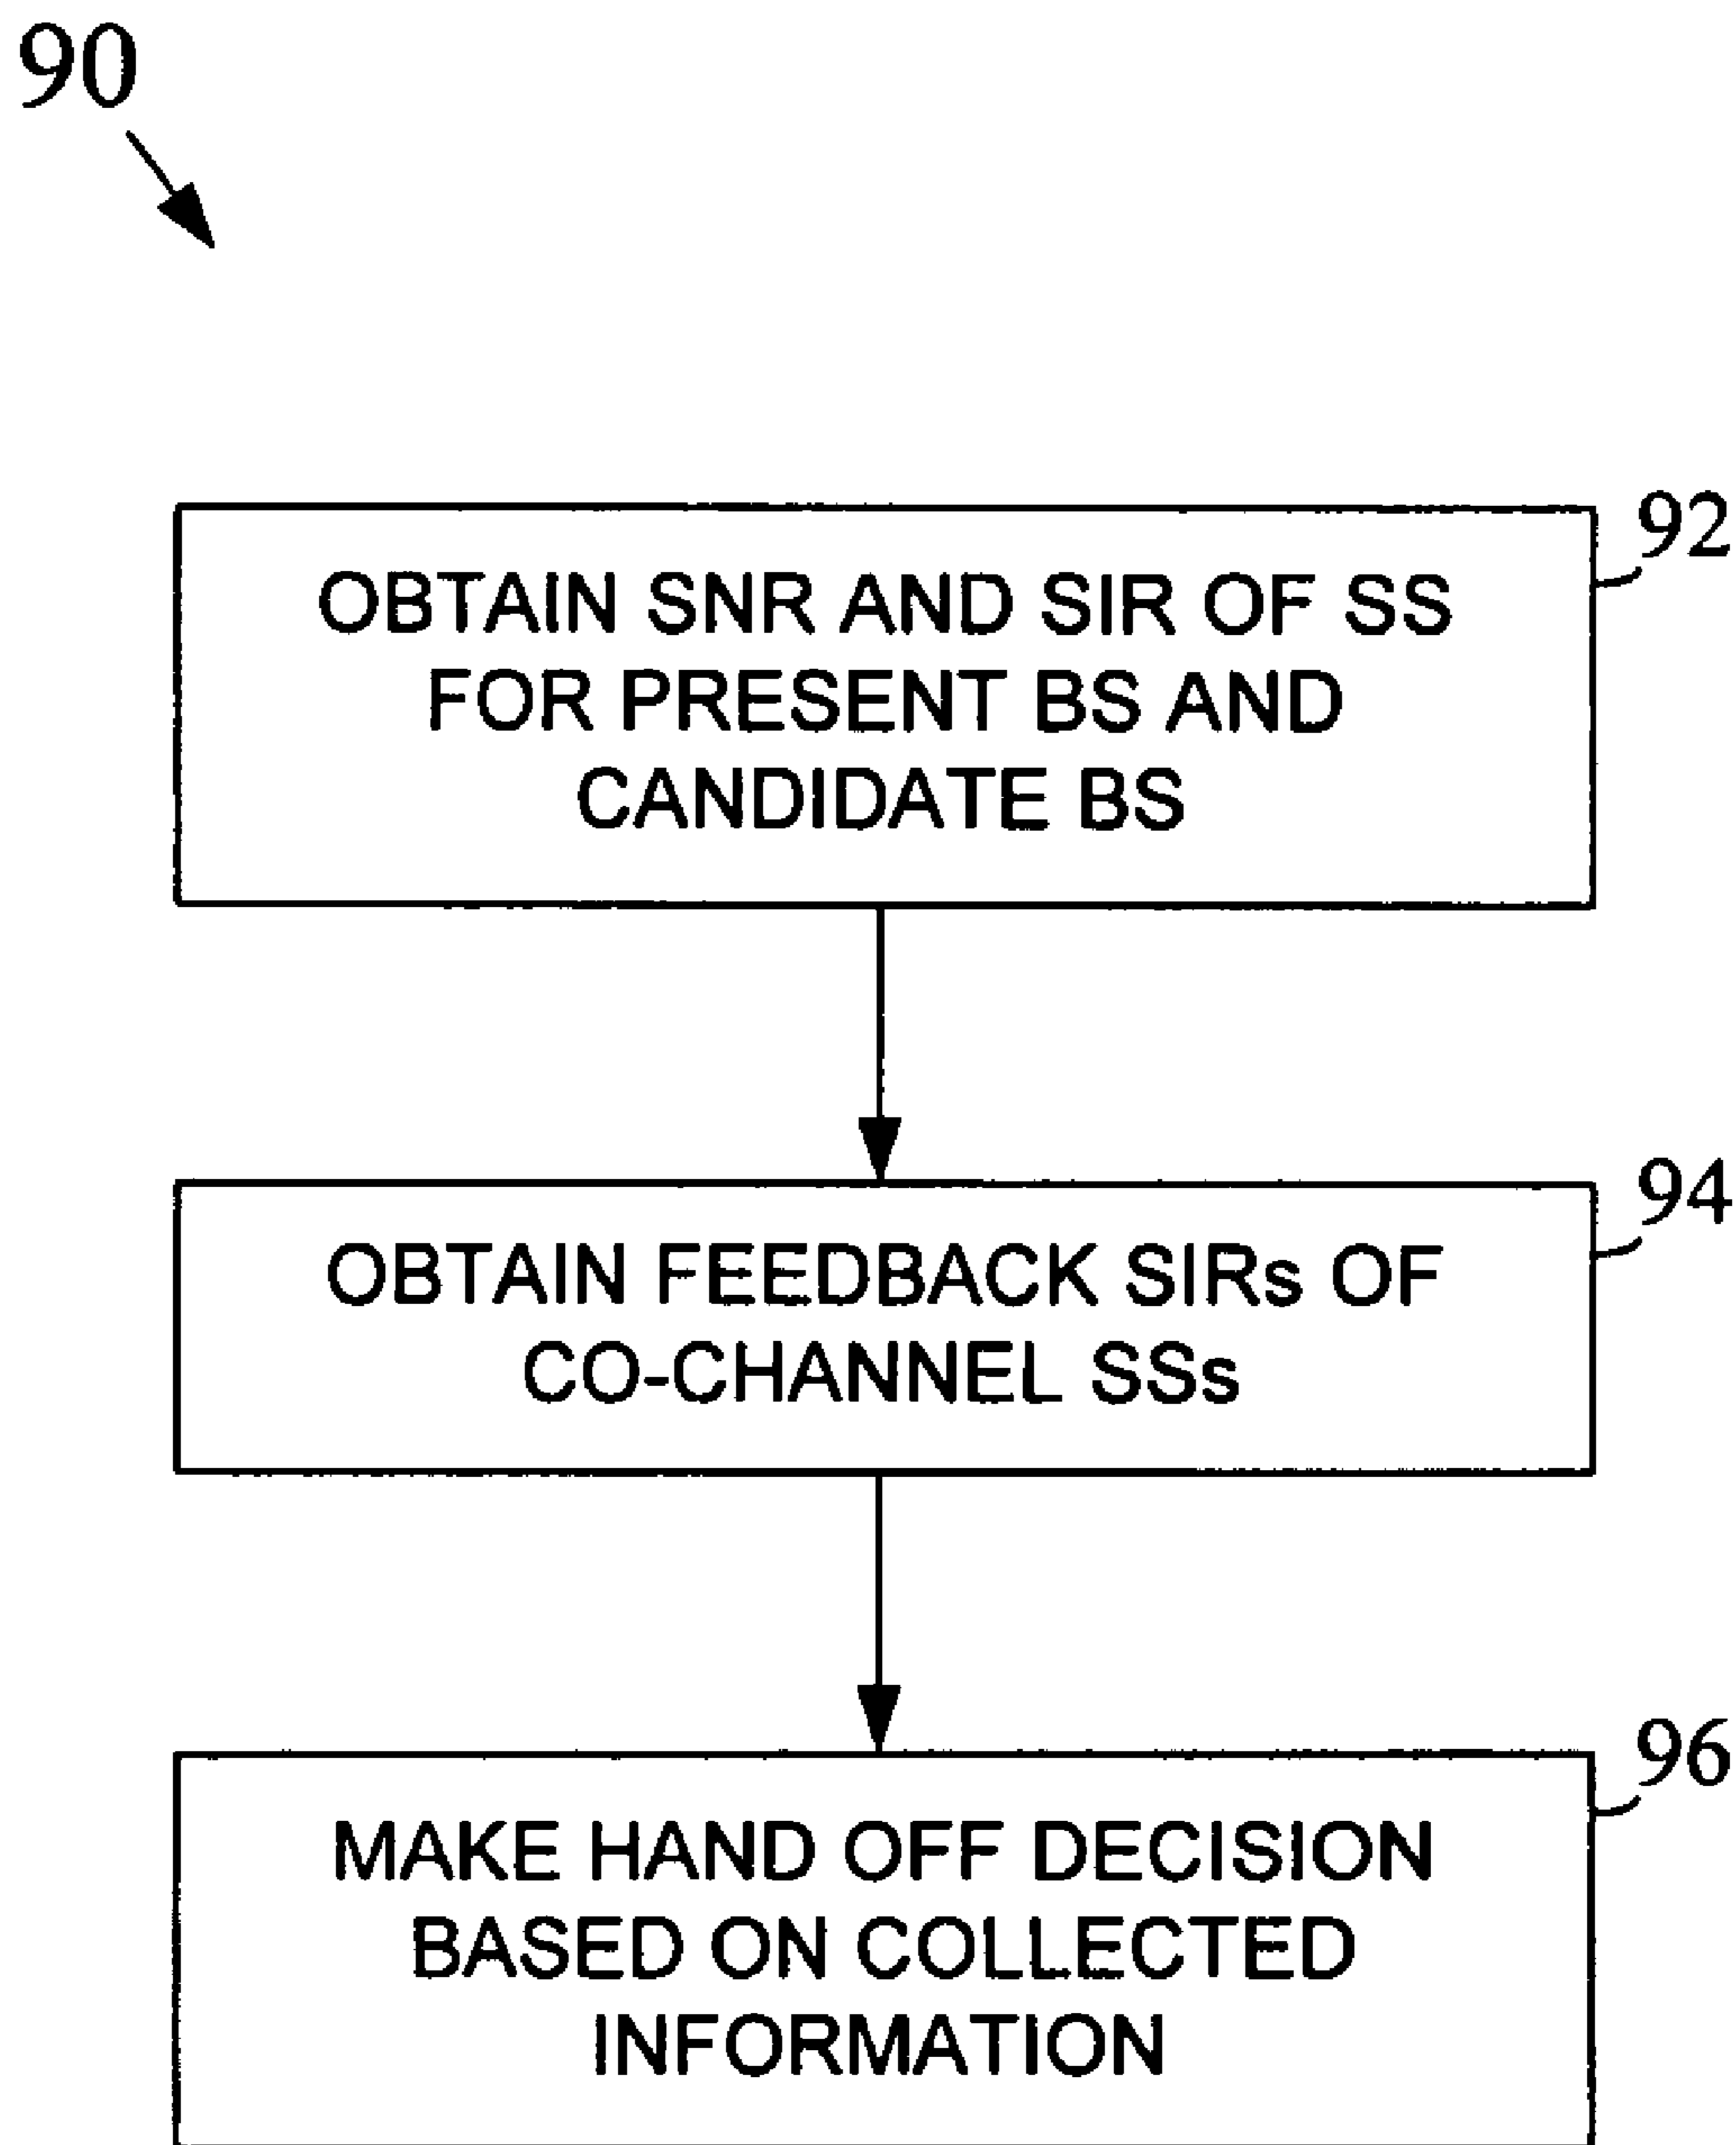 90
92
OBTAIN SNR AND SIR OF SS
FOR PRESENT BS AND
CANDIDATE BS
94
OBTAIN FEEDBACK SIRs OF
CO-CHANNEL SSs
96
MAKE HAND OFF DECISION
BASED ON COLLECTED
INFORMATION